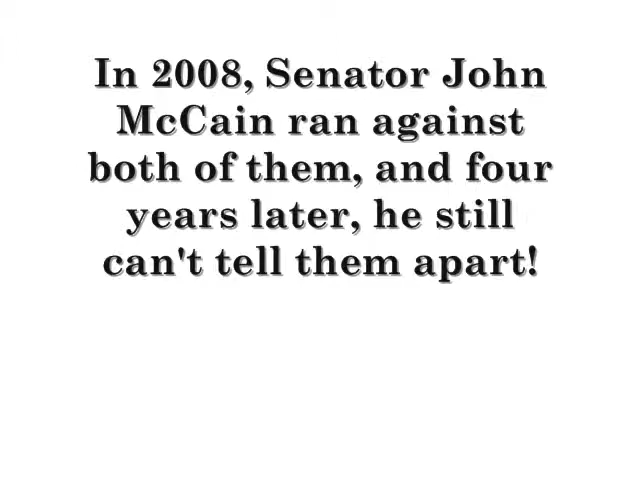 In 2008, Senator John
McCain ran against
both of them, and four
years later, he still
can't tell them apart!